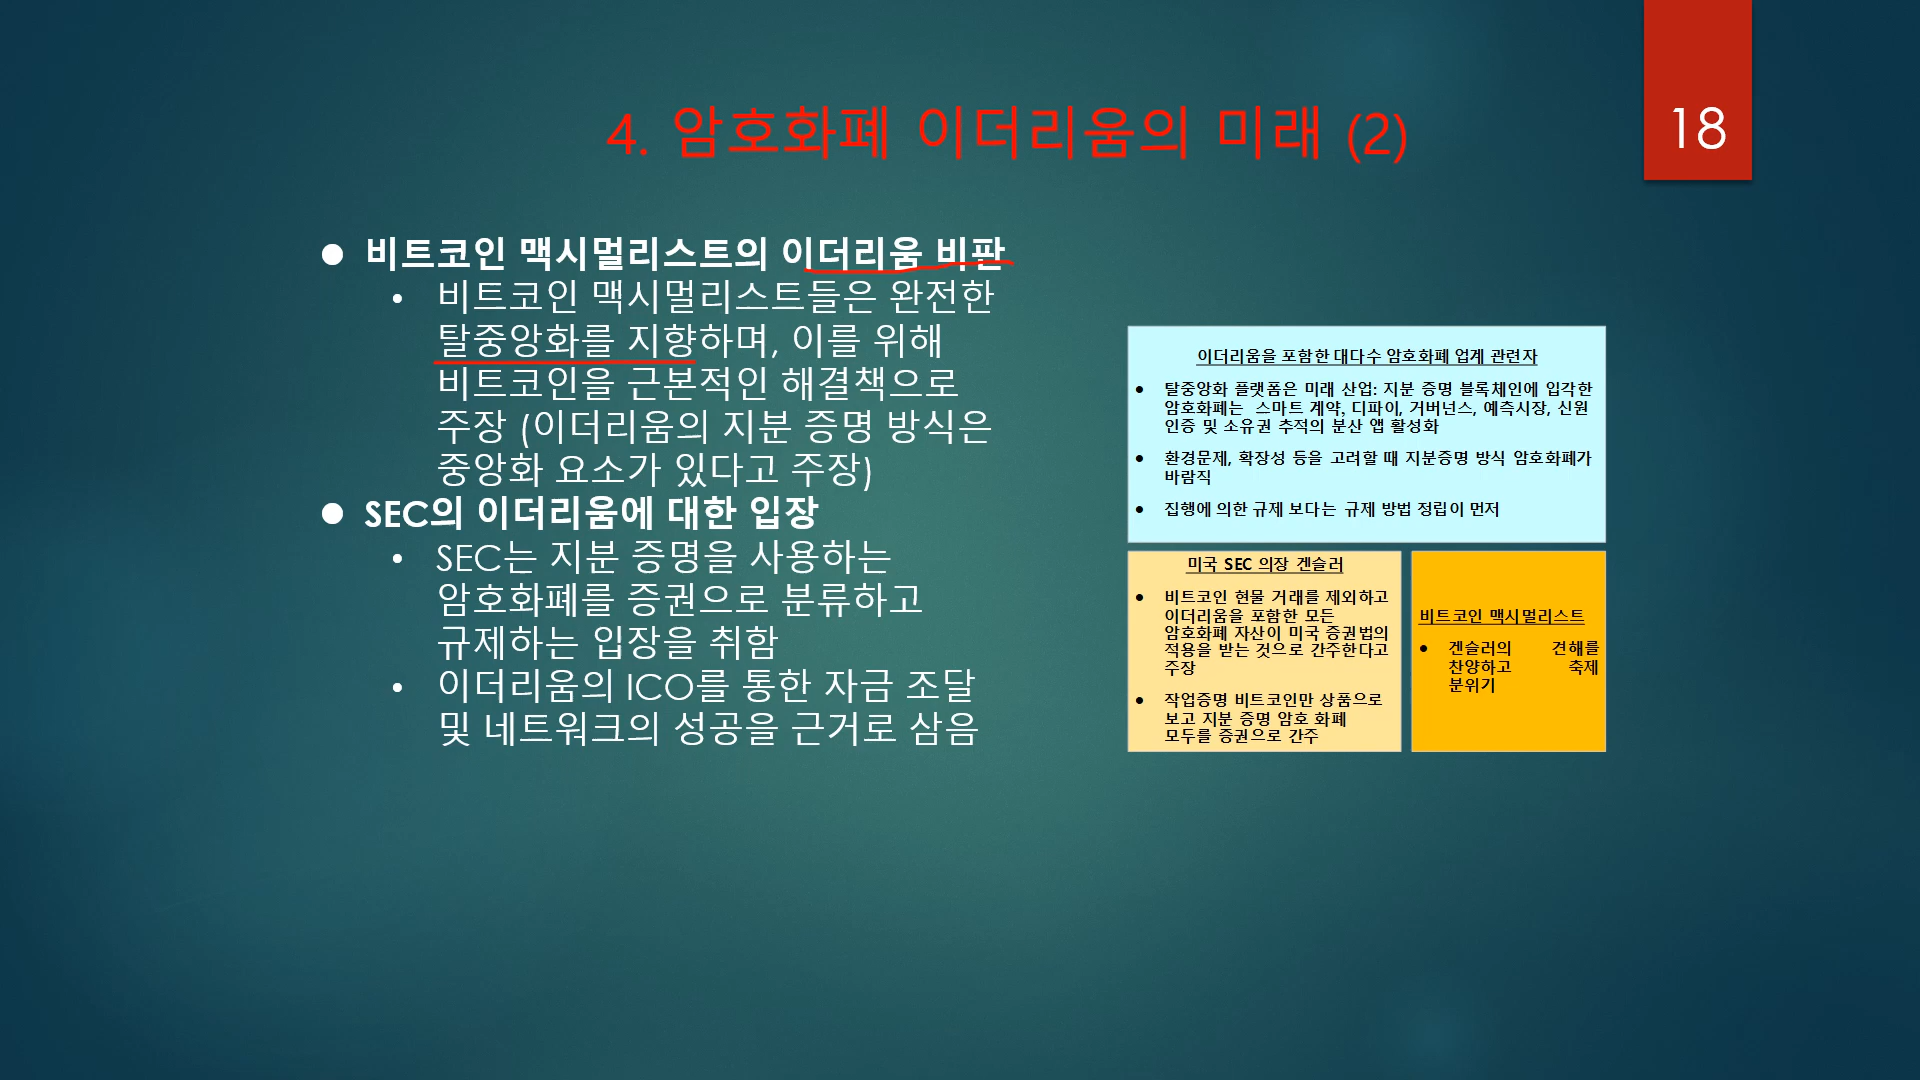 4. 암호화폐 이더리움의 미래 (2)
18
● 비트코인 맥시멀리스트의 이더리움 비판
• 비트코인 맥시멀리스트들은 완전한
탈중앙화를 지향하며, 이를 위해
비트코인을 근본적인 해결책으로
주장 (이더리움의 지분 증명 방식은
중앙화 요소가 있다고 주장)
● SEC의 이더리움에 대한 입장
• SEC는 지분 증명을 사용하는
암호화폐를 증권으로 분류하고
규제하는 입장을 취함
• 이더리움의 ICO를 통한 자금 조달
및 네트워크의 성공을 근거로 삼음
이더리움을 포함한 대다수 암호화폐 업계 관련자
• 탈중앙화 플랫폼은 미래 산업: 지분 증명 블록체인에 입각한
암호화폐는 스마트 계약, 디파이, 거버넌스, 예측시장, 신원
인증 및 소유권 추적의 분산 앱 활성화
• 환경문제, 확장성 등을 고려할 때 지분증명 방식 암호화폐가
바람직
• 집행에 의한 규제 보다는 규제 방법 정립이 먼저
미국 SEC 의장 겐슬러
• 비트코인 현물 거래를 제외하고
이더리움을 포함한 모든
암호화폐 자산이 미국 증권법의
적용을 받는 것으로 간주한다고
주장
• 작업증명 비트코인만 상품으로
보고 지분 증명 암호 화폐
모두를 증권으로 간주
비트코인 맥시멀리스트
• 겐슬러의 견해를
찬양하고 축제
분위기